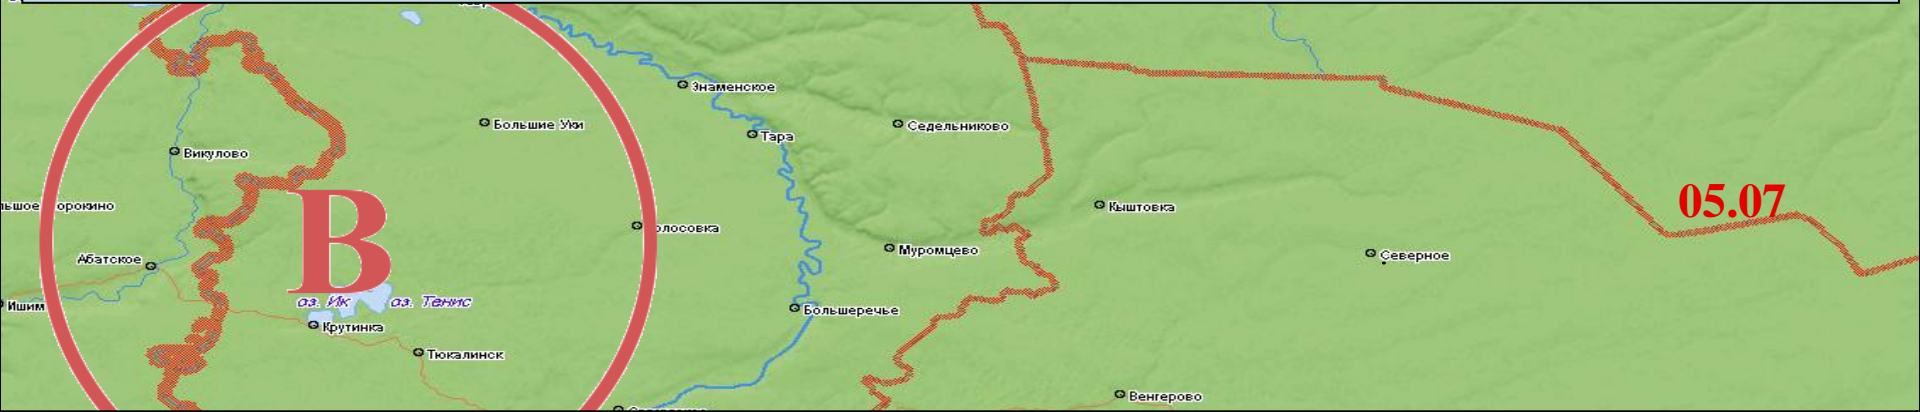 Знаменское
Большие Уки
Тара
Седельниково
Викулово
05.07
Кыштовка
В
Муромцево
Северное
Абатское
оз. Ик
оз. Тенис
Ишим
Большеречье
Крутинка
Тюкалинск
Венгерово